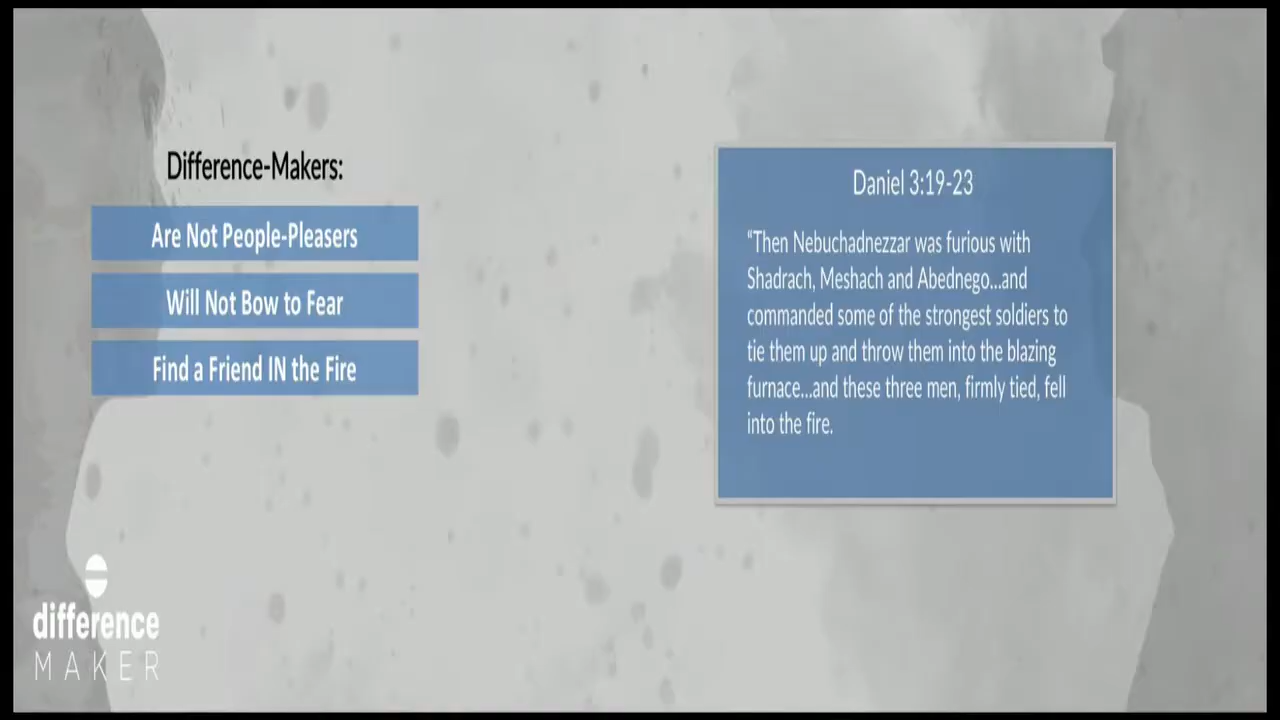 Difference-Makers:
Are Not People-Pleasers
Will Not Bow to Fear
Find a Friend IN the Fire
Daniel 3:19-23
“Then Nebuchadnezzar was furious with
Shadrach, Meshach and Abednego...and
commanded some of the strongest soldiers to
tie them up and throw them into the blazing
furnace...and these three men, firmly tied, fell
into the fire.
difference
MAKER